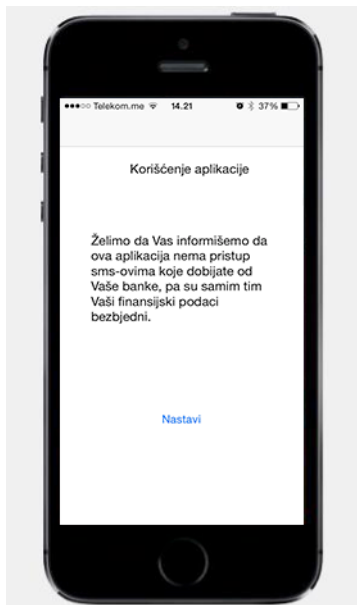 Telekom.me 14.21 37%
Korišćenje aplikacije
Želimo da Vas informišemo da
ova aplikacija nema pristup
sms-ovima koje dobijate od
Vaše banke, pa su samim tim
Vaši finansijski podaci
bezbjedni.
Nastavi